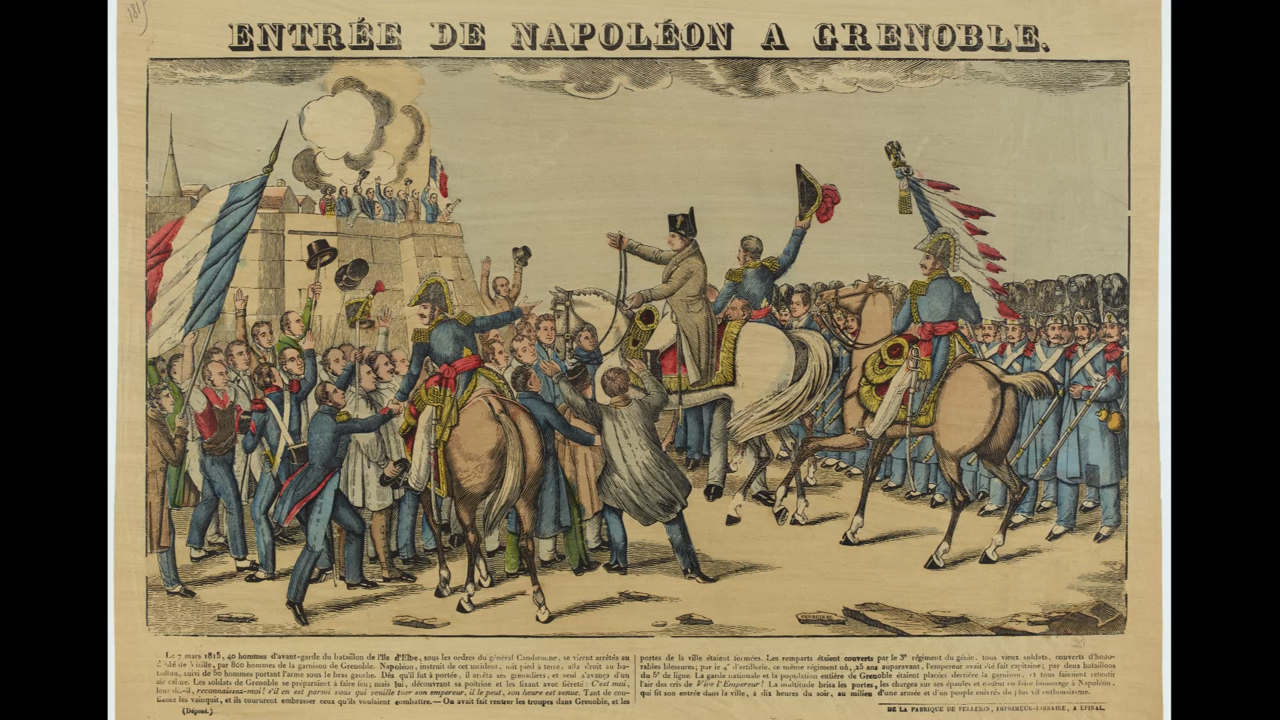 1815
ENTRÉE DE NAPOLÉON A GRENOBLE.
Le 7 mars 1815, 40 hommes d'avant-garde du bataillon de l'île d'Elbe, sous les ordres du général Cambronne, se virent arrêtés au
delà de Vizille, par 800 hommes de la garnison de Grenoble. Napoléon, instruit de cet incident, mit pied à terre, alla droit au ba-
taillon, suivi de 50 hommes portant l'arme sous le bras gauche. Dès qu'il fut à portée, il arrêta ses grenadiers, et seul s'avança d'un
air calme. Les soldats de Grenoble se préparaient à faire feu; mais lui, découvrant sa poitrine et les fixant avec fierté: C'est moi,
leur dit-il, reconnaissez-moi! s'il en est parmi vous qui veuille tuer son empereur, il le peut, son heure est venue. Tant de con-
fiance les vainquit, et ils coururent embrasser ceux qu'ils voulaient combattre. — On avait fait rentrer les troupes dans Grenoble, et les
(Déposé.)
portes de la ville étaient fermées. Les remparts étaient couverts par le 3e régiment du génie, tous vieux soldats, couverts d'hono-
rables blessures; par le 4e d'artillerie, ce même régiment où, 25 ans auparavant, l'empereur avait été fait capitaine; par deux bataillons
du 5e de ligne. La garde nationale et la population entière de Grenoble étaient placées derrière la garnison, et tous faisaient retentir
l'air des cris de Vive l'Empereur! La multitude brisa les portes, les chargea sur ses épaules et courut en faire hommage à Napoléon,
qui fit son entrée dans la ville, à dix heures du soir, au milieu d'une armée et d'un peuple enivrés du plus vif enthousiasme.
DE LA FABRIQUE DE PELLERIN, IMPRIMEUR-LIBRAIRE, A EPINAL.